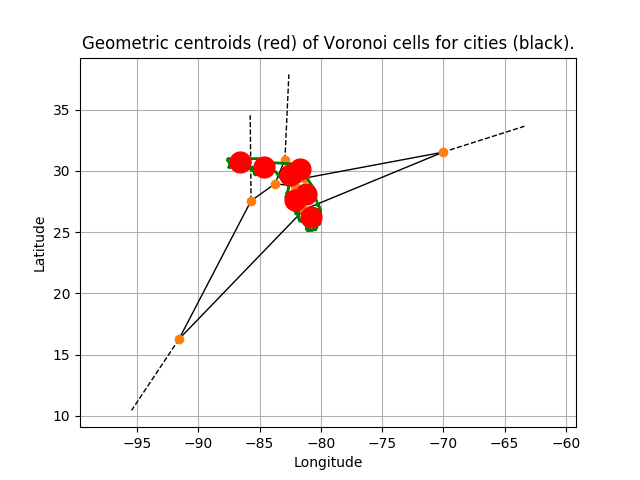 Geometric centroids (red) of Voronoi cells for cities (black).
Latitude
35
30
25
20
15
10
−95 −90 −85 −80 −75 −70 −65 −60
Longitude